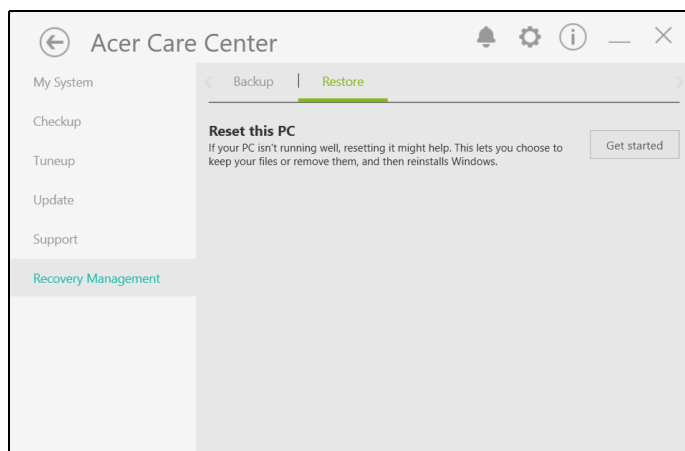 Acer Care Center
My System
Backup | Restore
Checkup
Reset this PC
If your PC isn't running well, resetting it might help. This lets you choose to
keep your files or remove them, and then reinstalls Windows.
Get started
Tuneup
Update
Support
Recovery Management